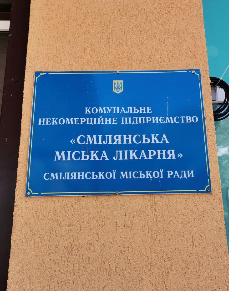 КОМУНАЛЬНЕ
НЕКОМЕРЦІЙНЕ ПІДПРИЄМСТВО
«СМІЛЯНСЬКА
МІСЬКА ЛІКАРНЯ»
СМІЛЯНСЬКОЇ МІСЬКОЇ РАДИ